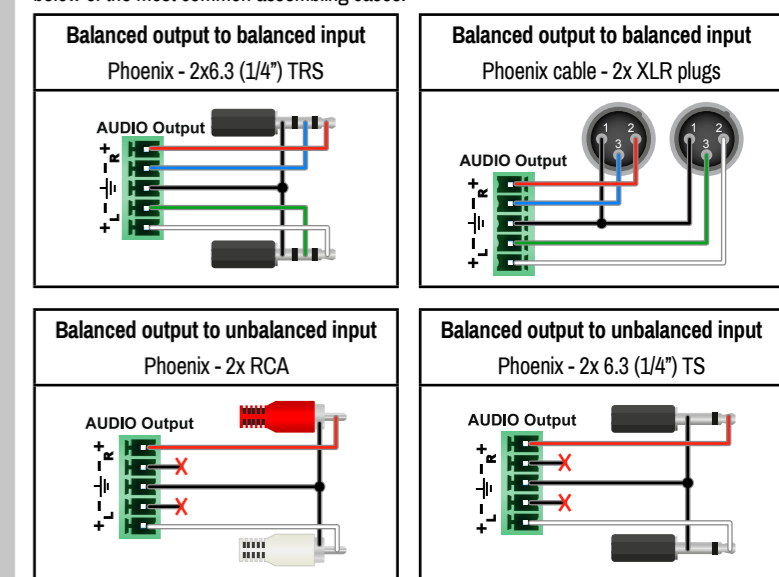 below of the most common assembling cases:
Balanced output to balanced input
Phoenix - 2x6.3 (1/4”) TRS
AUDIO Output
+
-
R
-
L
+
Balanced output to balanced input
Phoenix cable - 2x XLR plugs
1 2
3
1 2
3
AUDIO Output
+
-
R
-
L
+
Balanced output to unbalanced input
Phoenix - 2x RCA
AUDIO Output
+
-
R
-
L
+
Balanced output to unbalanced input
Phoenix - 2x 6.3 (1/4”) TS
AUDIO Output
+
-
R
-
L
+